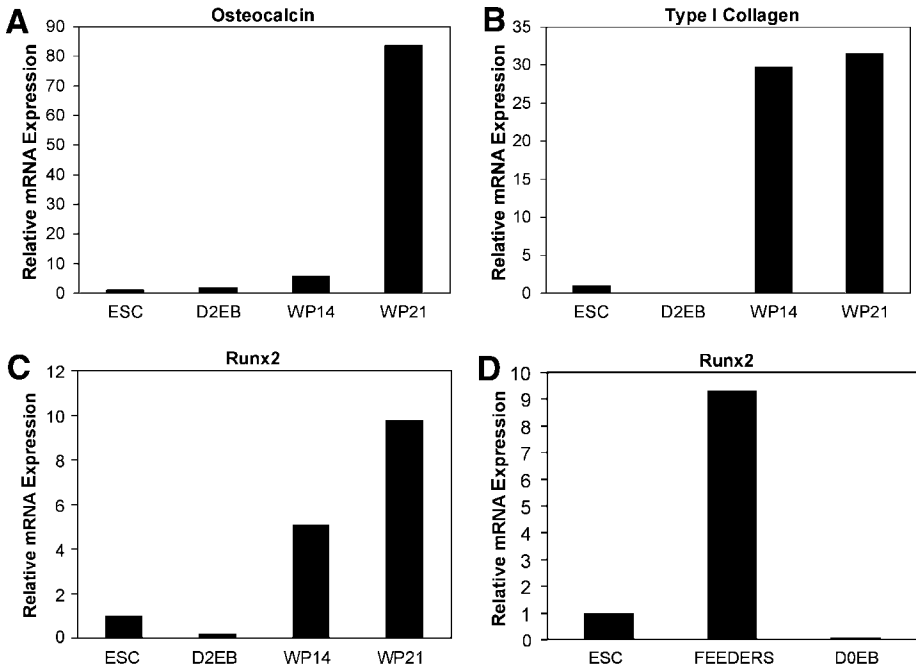 A
Osteocalcin
Relative mRNA Expression
90
80
70
60
50
40
30
20
10
0
ESC D2EB WP14 WP21
B
Type I Collagen
Relative mRNA Expression
35
30
25
20
15
10
5
0
ESC D2EB WP14 WP21
C
Runx2
Relative mRNA Expression
12
10
8
6
4
2
0
ESC D2EB WP14 WP21
D
Runx2
Relative mRNA Expression
10
9
8
7
6
5
4
3
2
1
0
ESC FEEDERS D0EB